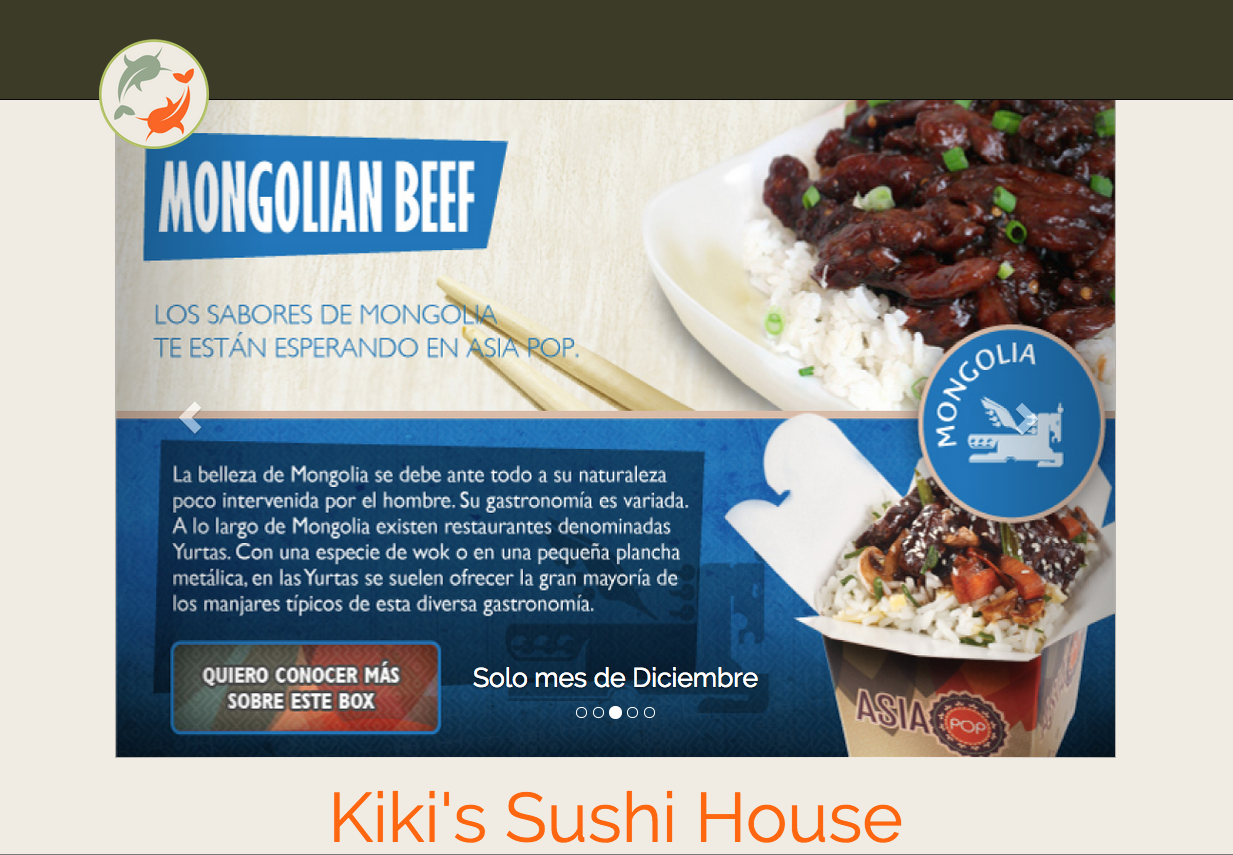 MONGOLIAN BEEF
LOS SABORES DE MONGOLIA
TE ESTÁN ESPERANDO EN ASIA POP.
MONGOLIA
La belleza de Mongolia se debe ante todo a su naturaleza
poco intervenida por el hombre. Su gastronomía es variada.
A lo largo de Mongolia existen restaurantes denominadas
Yurtas. Con una especie de wok o en una pequeña plancha
metálica, en las Yurtas se suelen ofrecer la gran mayoría de
los manjares típicos de esta diversa gastronomía.
QUIERO CONOCER MÁS
SOBRE ESTE BOX
Solo mes de Diciembre
ASIA POP
Kiki's Sushi House